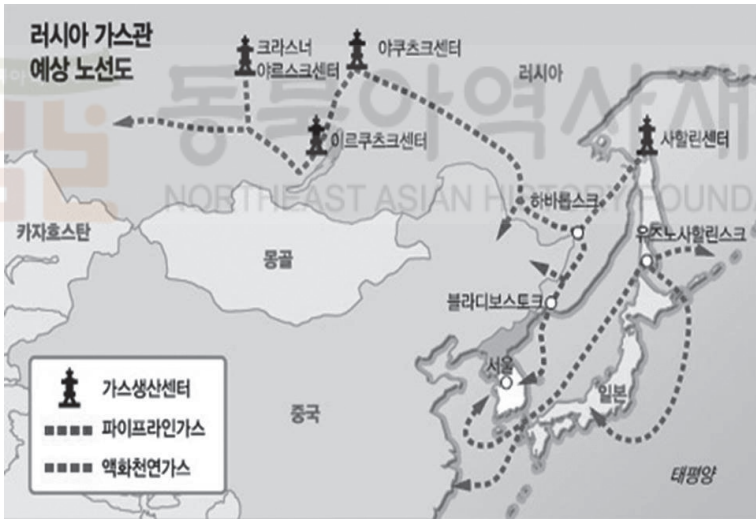 러시아 가스관
예상 노선도
크라스너
야르스크센터
야쿠츠크센터
러시아
이르쿠츠크센터
사할린센터
동북아역사재
NORTHEAST ASIAN HISTORY FOUNDA
하바롭스크
유즈노사할린스크
카자흐스탄
몽골
블라디보스토크
서울
일본
중국
태평양
가스생산센터
파이프라인가스
액화천연가스